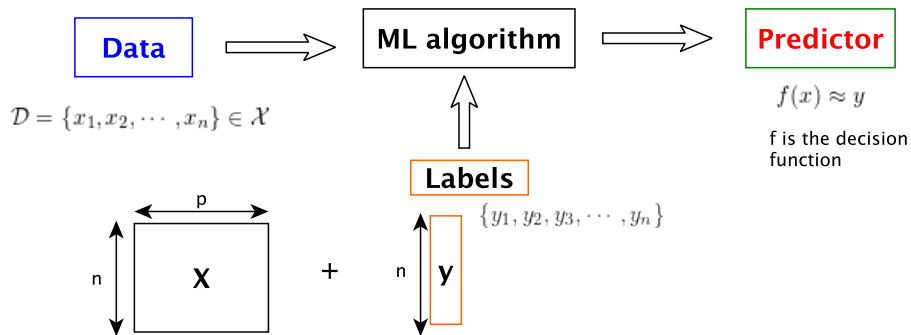 Data
ML algorithm
Predictor
𝒟 = {x₁, x₂, ⋯ , xₙ} ∈ 𝒳
f(x) ≈ y
f is the decision
function
Labels
{y₁, y₂, y₃, ⋯ , yₙ}
p
n
X
+
n
y